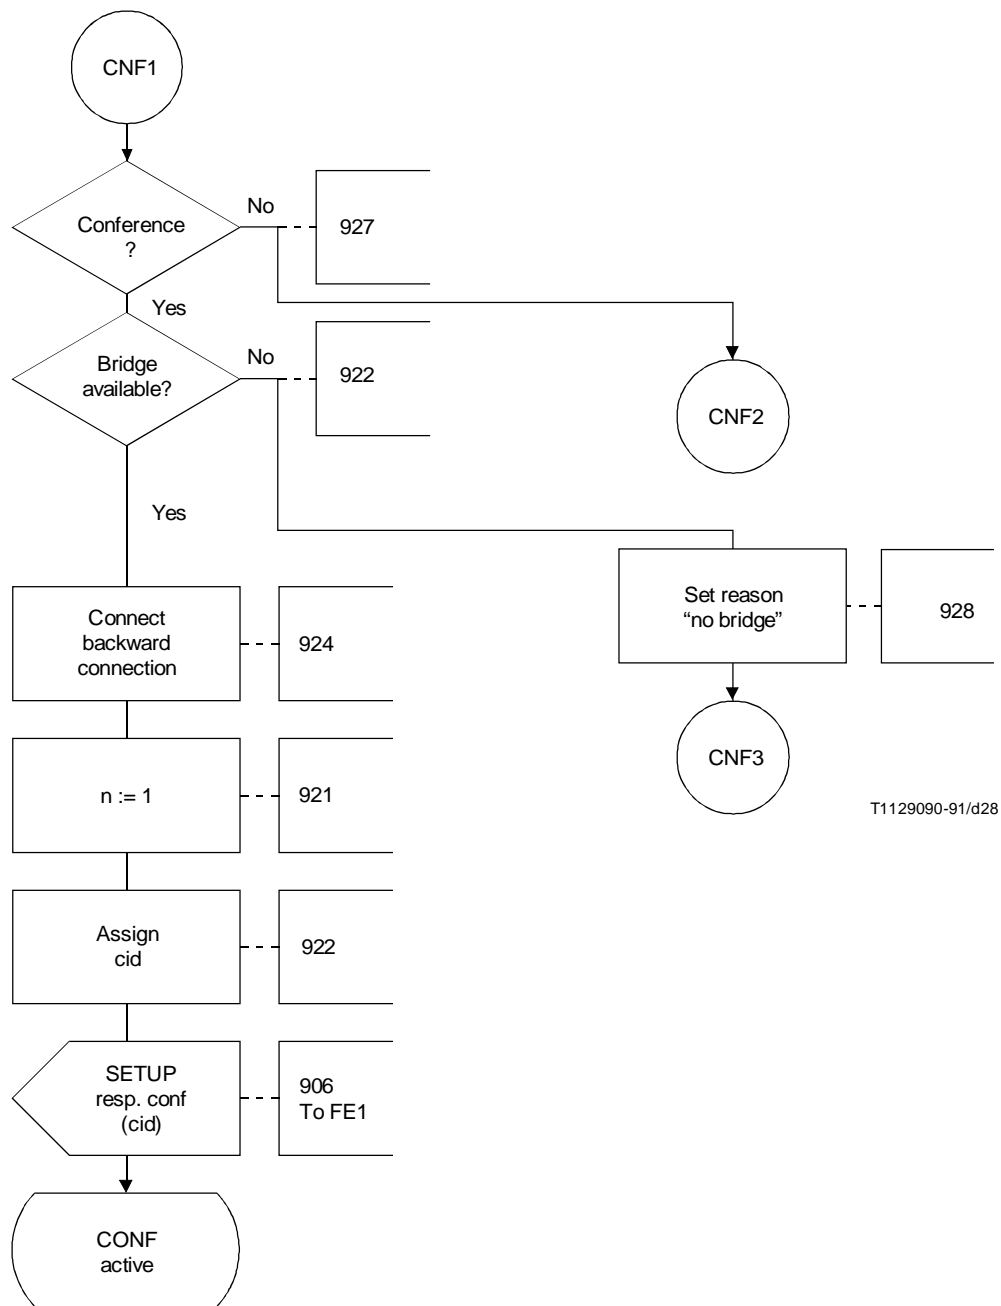 CNF1
Conference
?
No
927
Yes
Bridge
available?
No
922
CNF2
Yes
Connect
backward
connection
924
Set reason
“no bridge”
928
n := 1
921
CNF3
T1129090-91/d28
Assign
cid
922
SETUP
resp. conf
(cid)
906
To FE1
CONF
active